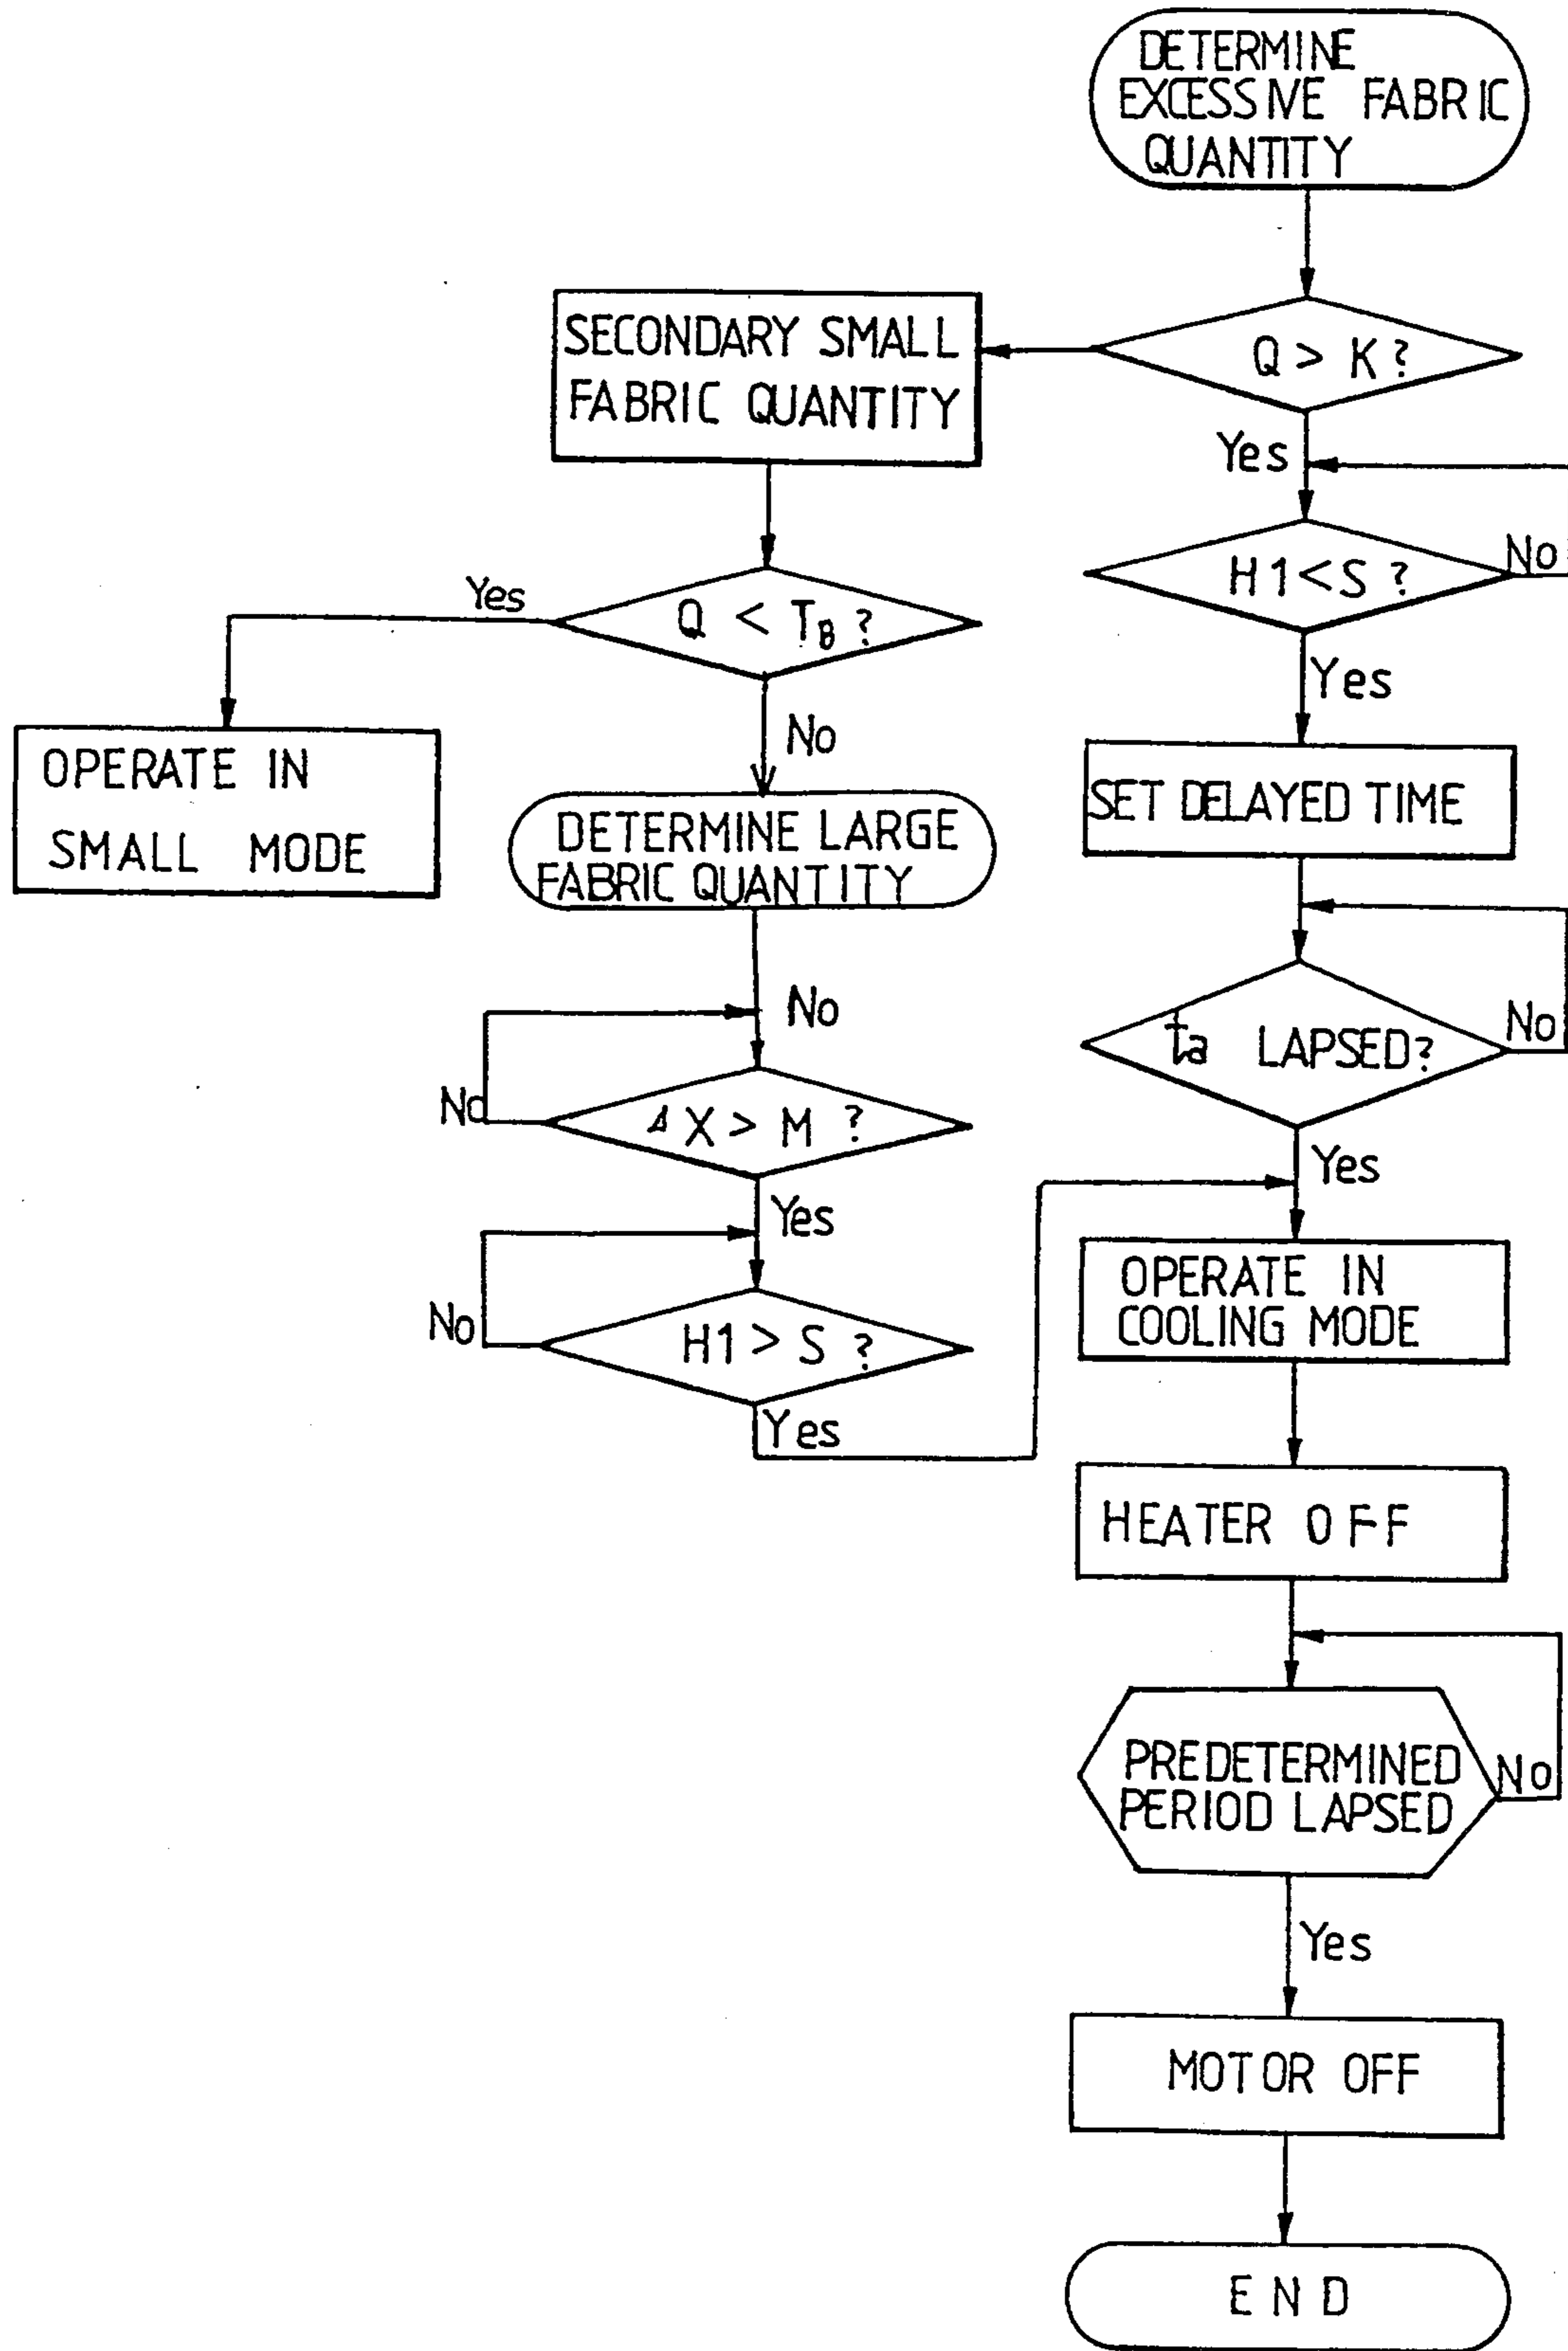 DETERMINE
EXCESSIVE FABRIC
QUANTITY
Q > K?
SECONDARY SMALL
FABRIC QUANTITY
Yes
H1<S ?
No
Yes
Q < TB ?
Yes
No
OPERATE IN
SMALL MODE
SET DELAYED TIME
DETERMINE LARGE
FABRIC QUANTITY
No
ta LAPSED?
No
Yes
⊿X > M ?
No
Yes
H1 > S ?
No
Yes
OPERATE IN
COOLING MODE
HEATER OFF
PREDETERMINED
PERIOD LAPSED
No
Yes
MOTOR OFF
END